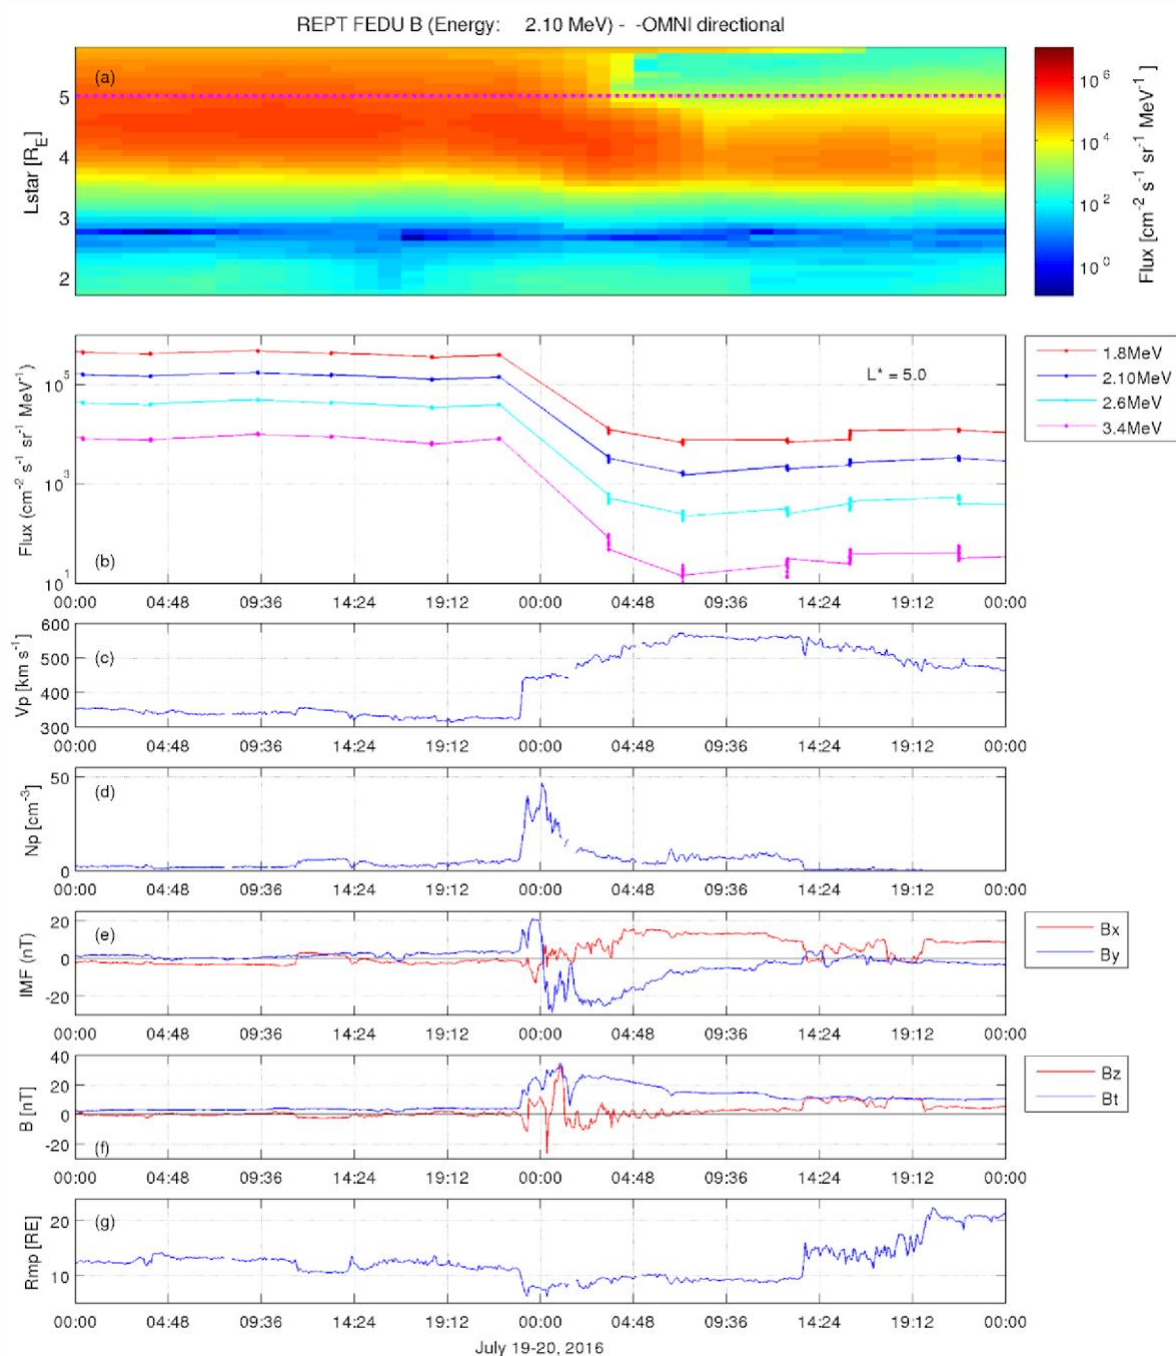 REPT FEDU B (Energy: 2.10 MeV) - -OMNI directional
(a)
5
4
3
2
Lstar [R_E]
10^6
10^4
10^2
10^0
Flux [cm^-2 s^-1 sr^-1 MeV^-1]
10^5
10^3
10^1
Flux (cm^-2 s^-1 sr^-1 MeV^-1)
L* = 5.0
(b)
1.8MeV
2.10MeV
2.6MeV
3.4MeV
00:00 04:48 09:36 14:24 19:12 00:00 04:48 09:36 14:24 19:12 00:00
600
500
400
300
Vp [km s^-1]
(c)
00:00 04:48 09:36 14:24 19:12 00:00 04:48 09:36 14:24 19:12 00:00
50
0
Np [cm^-3]
(d)
00:00 04:48 09:36 14:24 19:12 00:00 04:48 09:36 14:24 19:12 00:00
20
0
-20
IMF (nT)
(e)
Bx
By
00:00 04:48 09:36 14:24 19:12 00:00 04:48 09:36 14:24 19:12 00:00
40
20
0
-20
B [nT]
(f)
Bz
Bt
00:00 04:48 09:36 14:24 19:12 00:00 04:48 09:36 14:24 19:12 00:00
20
10
Rmp [RE]
(g)
00:00 04:48 09:36 14:24 19:12 00:00 04:48 09:36 14:24 19:12 00:00
July 19-20, 2016